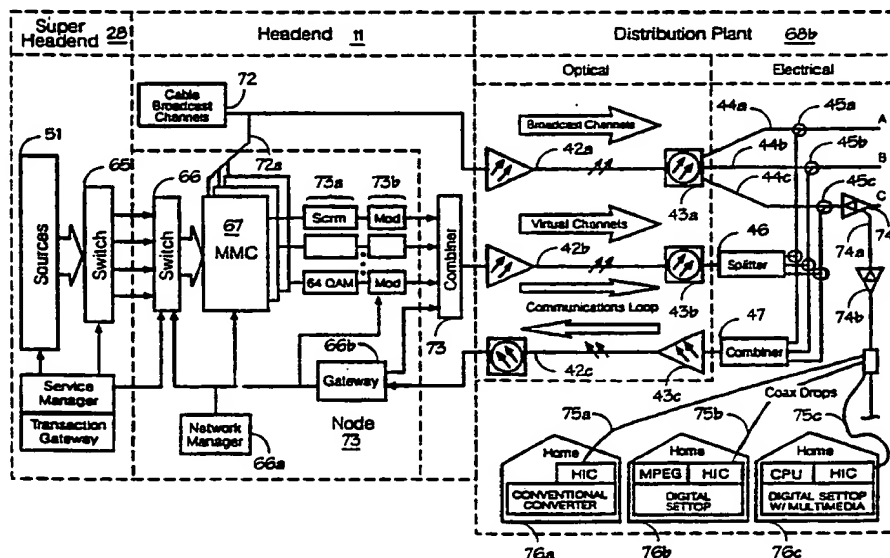 Super
Headend 28
Headend 11
Distribution Plant 68b
Optical
Electrical
Cable
Broadcast
Channels
72
72a
51
Sources
65
Switch
66
Switch
67
MMC
73a
73b
Scrm
Mod
64 QAM
Mod
Combiner
73
Service
Manager
Transaction
Gateway
Network
Manager
66a
66b
Gateway
Node
73
Broadcast Channels
42a
43a
44a
44b
44c
45a
45b
45c
A
B
C
Virtual Channels
42b
43b
46
Splitter
Communications Loop
47
Combiner
42c
43c
74
74a
74b
Coax Drops
75a
75b
75c
Home
HIC
CONVENTIONAL
CONVERTER
76a
Home
MPEG
HIC
DIGITAL
SETTOP
76b
Home
CPU
HIC
DIGITAL SETTOP
W/ MULTIMEDIA
76c